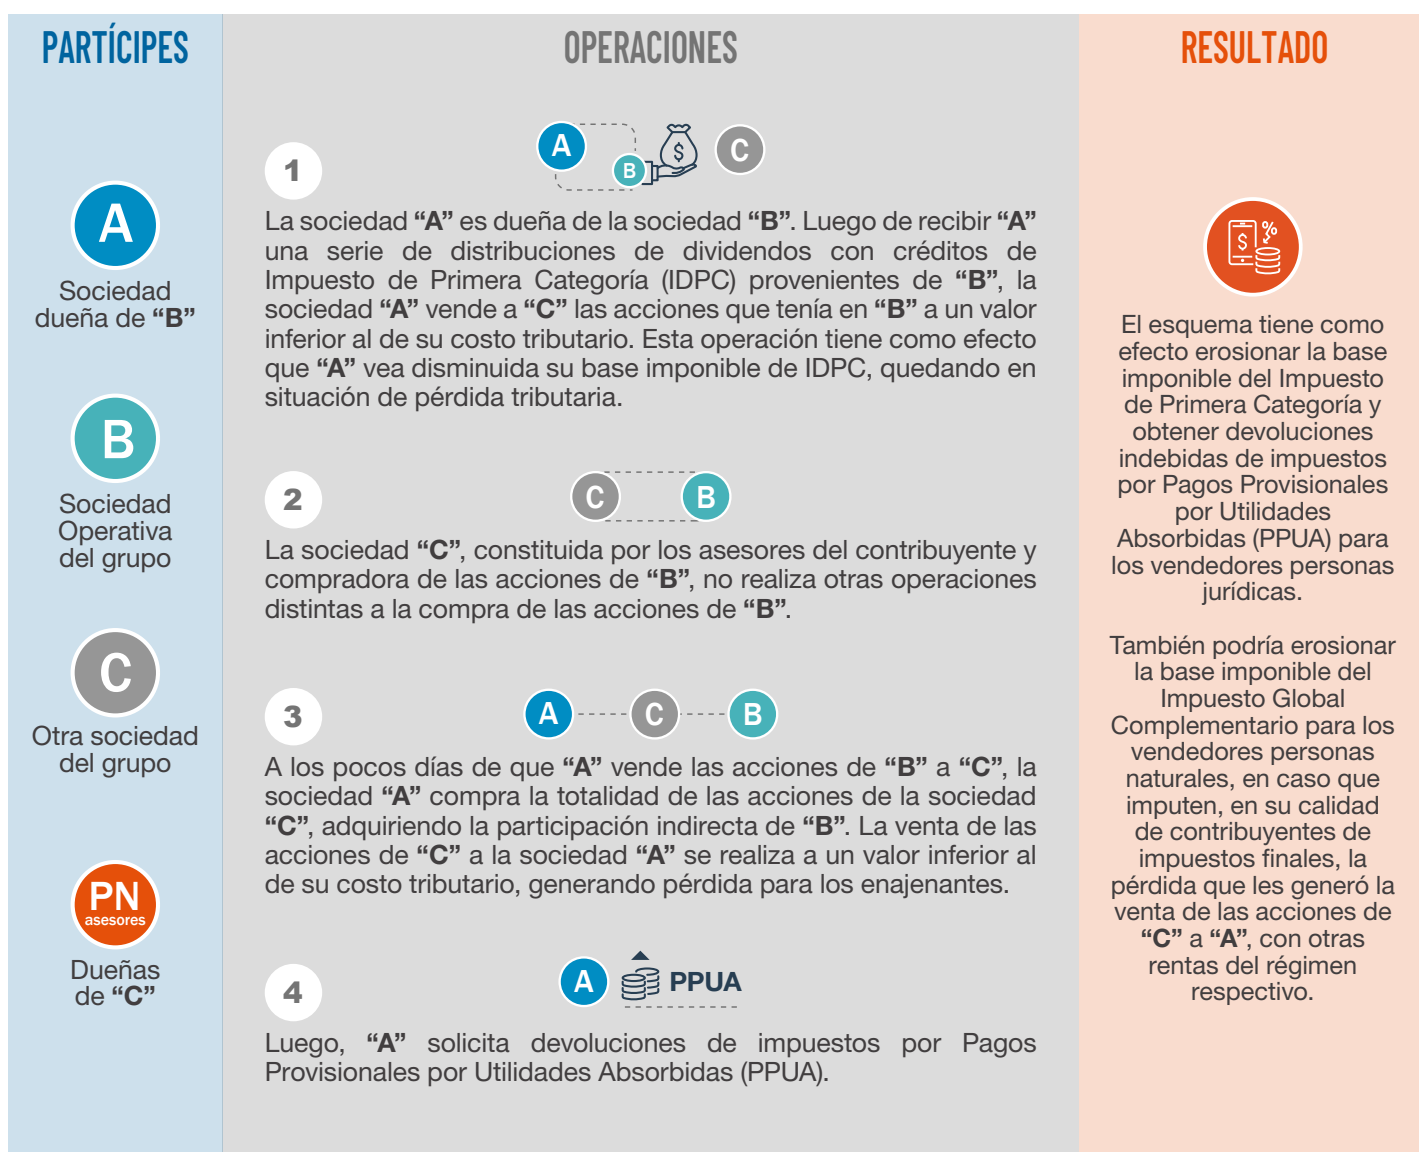 PARTÍCIPES
A
Sociedad
dueña de “B”
B
Sociedad
Operativa
del grupo
C
Otra sociedad
del grupo
PN
asesores
Dueñas
de “C”
OPERACIONES
A
B
$
C
1
La sociedad “A” es dueña de la sociedad “B”. Luego de recibir “A”
una serie de distribuciones de dividendos con créditos de
Impuesto de Primera Categoría (IDPC) provenientes de “B”, la
sociedad “A” vende a “C” las acciones que tenía en “B” a un valor
inferior al de su costo tributario. Esta operación tiene como efecto
que “A” vea disminuida su base imponible de IDPC, quedando en
situación de pérdida tributaria.
2
C
B
La sociedad “C”, constituida por los asesores del contribuyente y
compradora de las acciones de “B”, no realiza otras operaciones
distintas a la compra de las acciones de “B”.
3
A
C
B
A los pocos días de que “A” vende las acciones de “B” a “C”, la
sociedad “A” compra la totalidad de las acciones de la sociedad
“C”, adquiriendo la participación indirecta de “B”. La venta de las
acciones de “C” a la sociedad “A” se realiza a un valor inferior al
de su costo tributario, generando pérdida para los enajenantes.
4
A
PPUA
Luego, “A” solicita devoluciones de impuestos por Pagos
Provisionales por Utilidades Absorbidas (PPUA).
RESULTADO
$ %
El esquema tiene como
efecto erosionar la base
imponible del Impuesto
de Primera Categoría y
obtener devoluciones
indebidas de impuestos
por Pagos Provisionales
por Utilidades
Absorbidas (PPUA) para
los vendedores personas
jurídicas.
También podría erosionar
la base imponible del
Impuesto Global
Complementario para los
vendedores personas
naturales, en caso que
imputen, en su calidad
de contribuyentes de
impuestos finales, la
pérdida que les generó la
venta de las acciones de
“C” a “A”, con otras
rentas del régimen
respectivo.